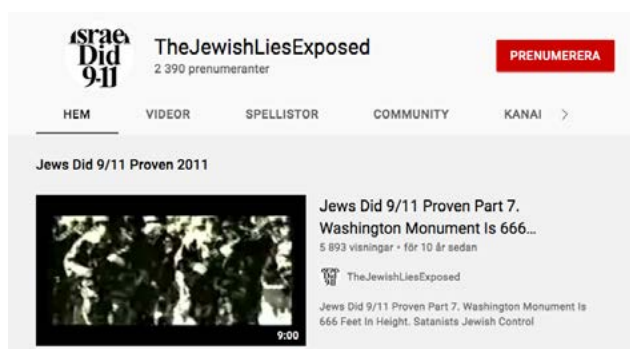 Israel
Did
9-11
TheJewishLiesExposed
2 390 prenumeranter
PRENUMERERA
HEM VIDEOR SPELLISTOR COMMUNITY KANAL
Jews Did 9/11 Proven 2011
Jews Did 9/11 Proven Part 7.
Washington Monument Is 666...
5 893 visningar • för 10 år sedan
TheJewishLiesExposed
Jews Did 9/11 Proven Part 7. Washington Monument Is
666 Feet In Height. Satanists Jewish Control
9:00